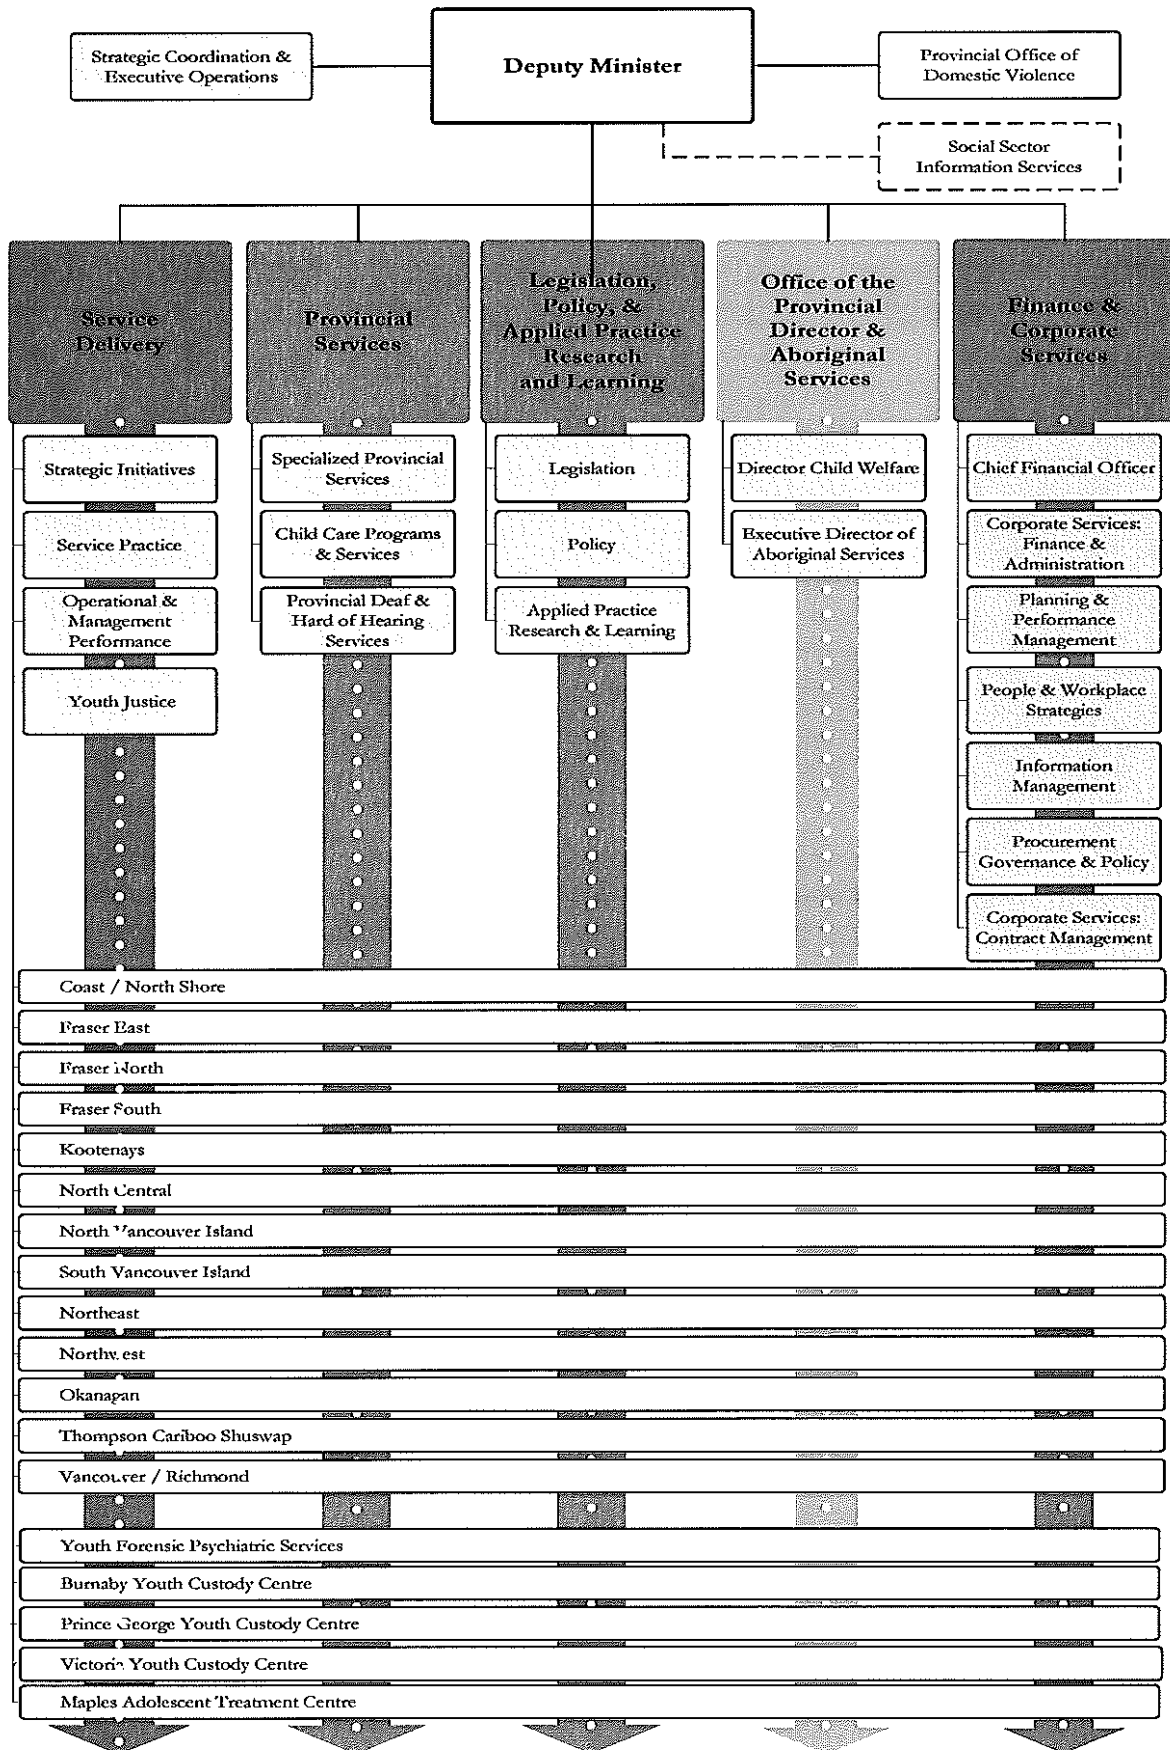 Strategic Coordination &
Executive Operations
Deputy Minister
Provincial Office of
Domestic Violence
Social Sector
Information Services
Service
Delivery
Provincial
Services
Legislation,
Policy, &
Applied Practice
Research
and Learning
Office of the
Provincial
Director &
Aboriginal
Services
Finance &
Corporate
Services
Strategic Initiatives
Service Practice
Operational &
Management
Performance
Youth Justice
Specialized Provincial
Services
Child Care Programs
& Services
Provincial Deaf &
Hard of Hearing
Services
Legislation
Policy
Applied Practice
Research & Learning
Director Child Welfare
Executive Director of
Aboriginal Services
Chief Financial Officer
Corporate Services:
Finance &
Administration
Planning &
Performance
Management
People & Workplace
Strategies
Information
Management
Procurement
Governance & Policy
Corporate Services:
Contract Management
Coast / North Shore
Fraser East
Fraser North
Fraser South
Kootenays
North Central
North Vancouver Island
South Vancouver Island
Northeast
Northwest
Okanagan
Thompson Cariboo Shuswap
Vancouver / Richmond
Youth Forensic Psychiatric Services
Burnaby Youth Custody Centre
Prince George Youth Custody Centre
Victoria Youth Custody Centre
Maples Adolescent Treatment Centre